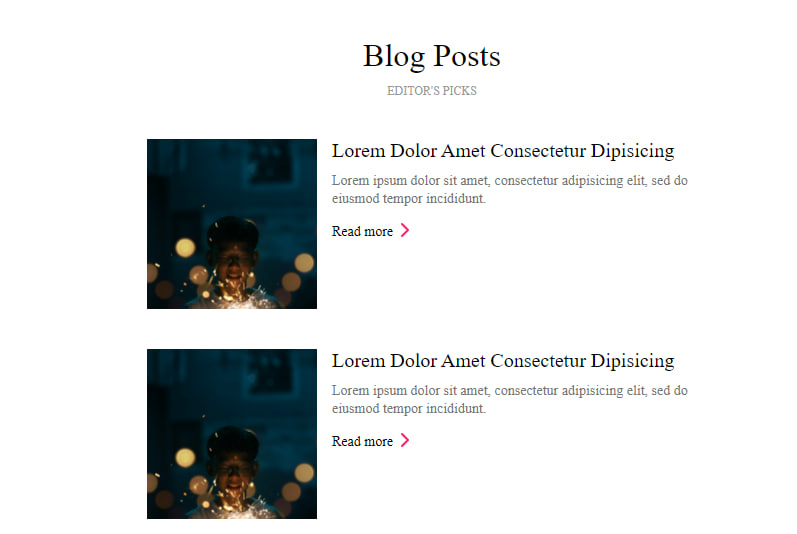 Blog Posts
EDITOR'S PICKS
Lorem Dolor Amet Consectetur Dipisicing
Lorem ipsum dolor sit amet, consectetur adipisicing elit, sed do
eiusmod tempor incididunt.
Read more
Lorem Dolor Amet Consectetur Dipisicing
Lorem ipsum dolor sit amet, consectetur adipisicing elit, sed do
eiusmod tempor incididunt.
Read more